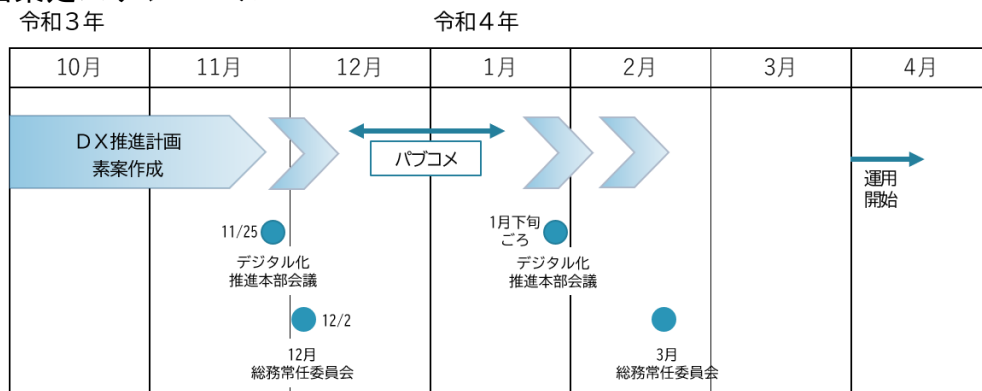 令和３年
令和４年
10月
11月
12月
1月
2月
3月
4月
ＤＸ推進計画
素案作成
パブコメ
運用
開始
11/25
デジタル化
推進本部会議
1月下旬
ごろ
デジタル化
推進本部会議
12/2
12月
総務常任委員会
3月
総務常任委員会